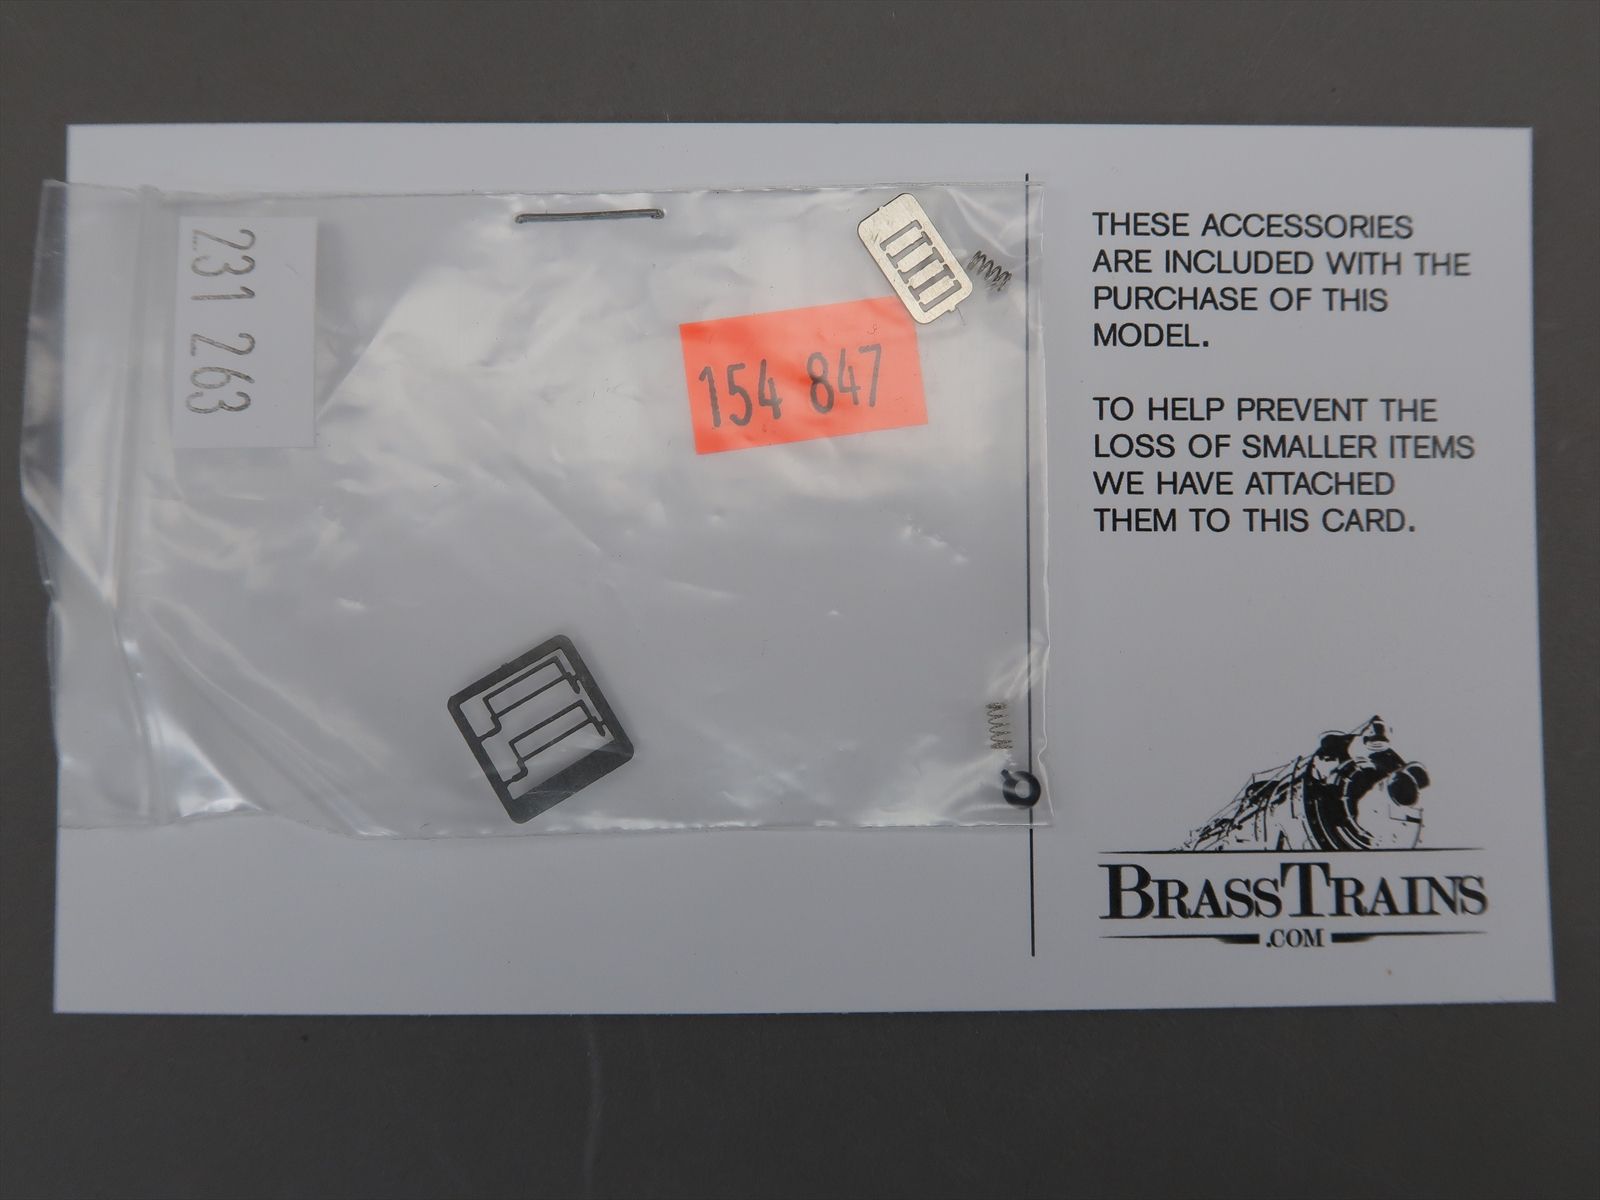 231 263
154 847
THESE ACCESSORIES
ARE INCLUDED WITH THE
PURCHASE OF THIS
MODEL.
TO HELP PREVENT THE
LOSS OF SMALLER ITEMS
WE HAVE ATTACHED
THEM TO THIS CARD.
BRASSTRAINS
.COM